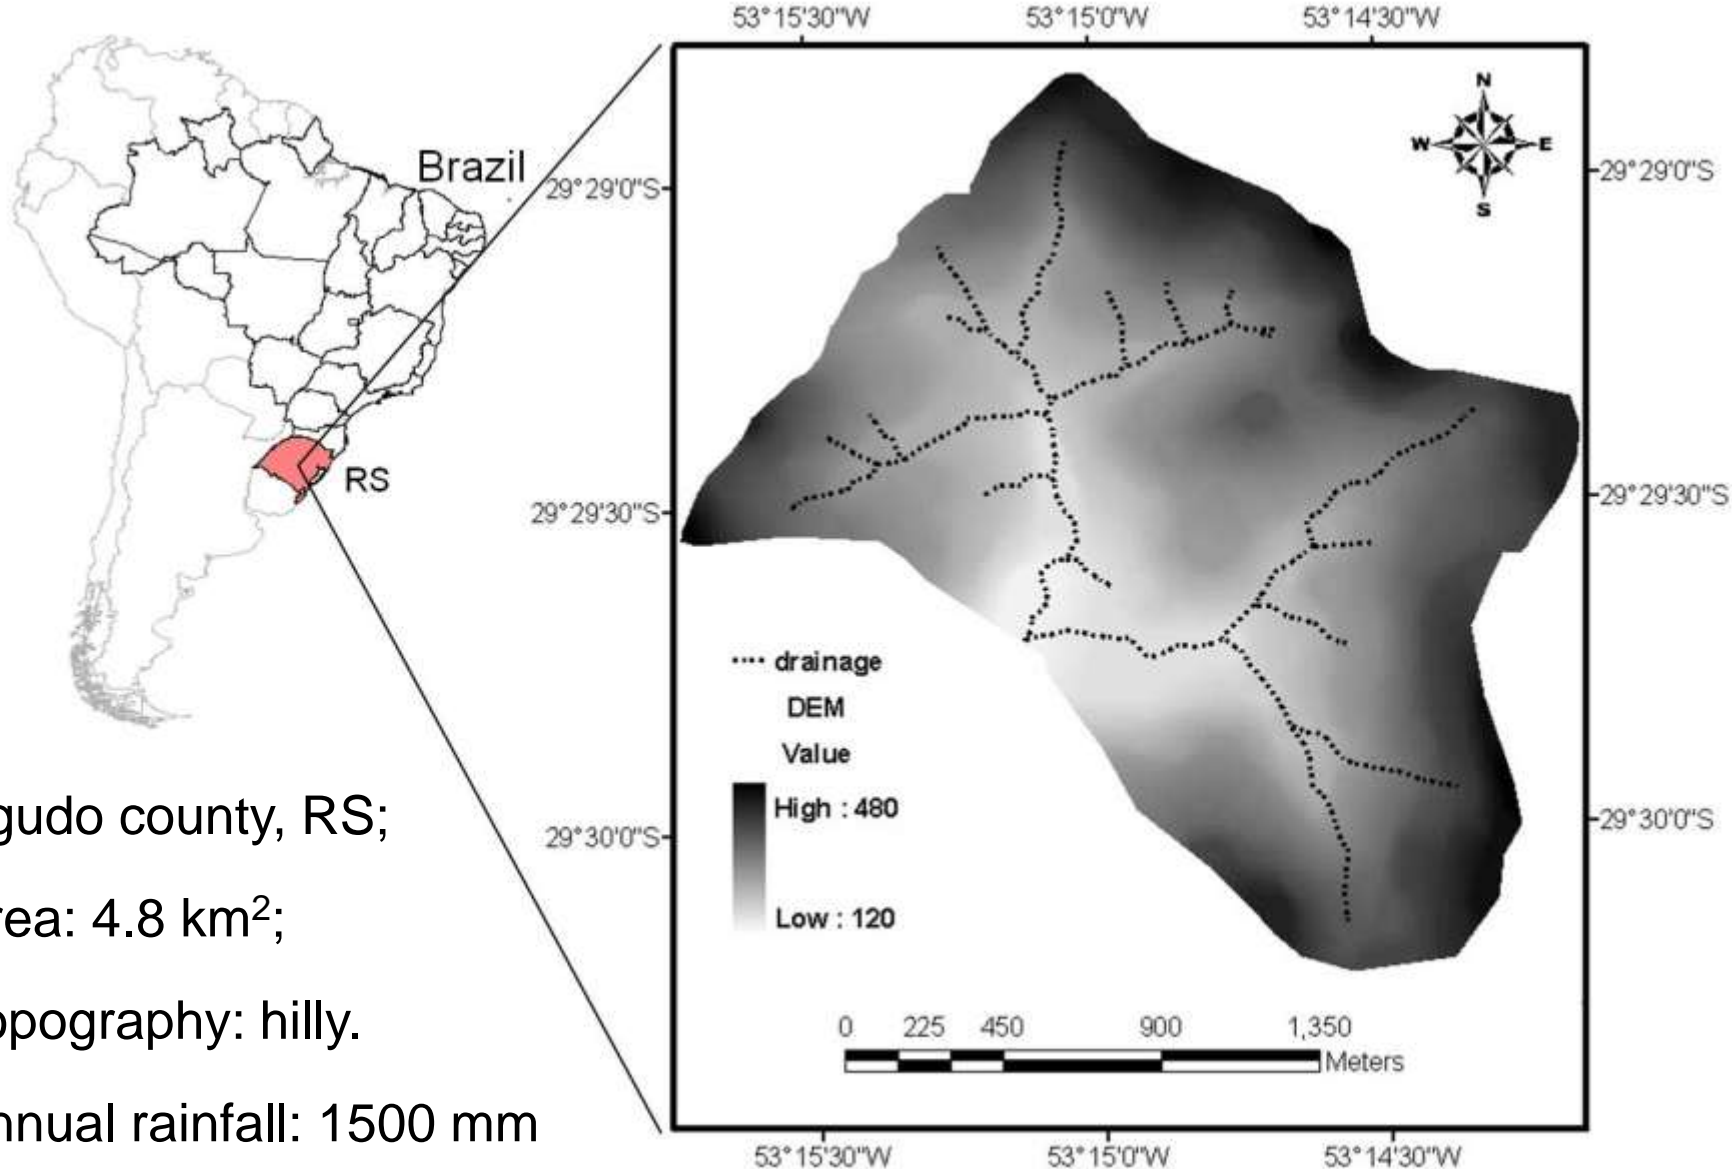 53°15'30"W 53°15'0"W 53°14'30"W
N
W E
S
Brazil
29°29'0"S 29°29'0"S
RS
29°29'30"S 29°29'30"S
drainage
DEM
Value
High : 480
Low : 120
29°30'0"S 29°30'0"S
gudo county, RS;
rea: 4.8 km²;
opography: hilly.
nnual rainfall: 1500 mm
0 225 450 900 1,350
Meters
53°15'30"W 53°15'0"W 53°14'30"W